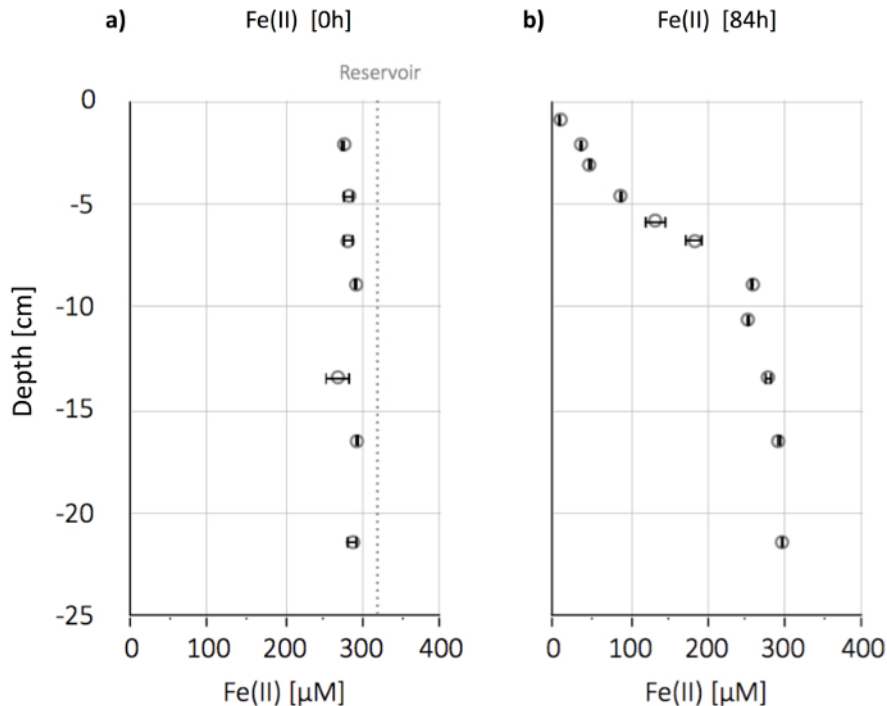 a) Fe(II) [0h]
b) Fe(II) [84h]
Reservoir
0
-5
-10
-15
-20
-25
Depth [cm]
0 100 200 300 400
0 100 200 300 400
Fe(II) [µM]
Fe(II) [µM]